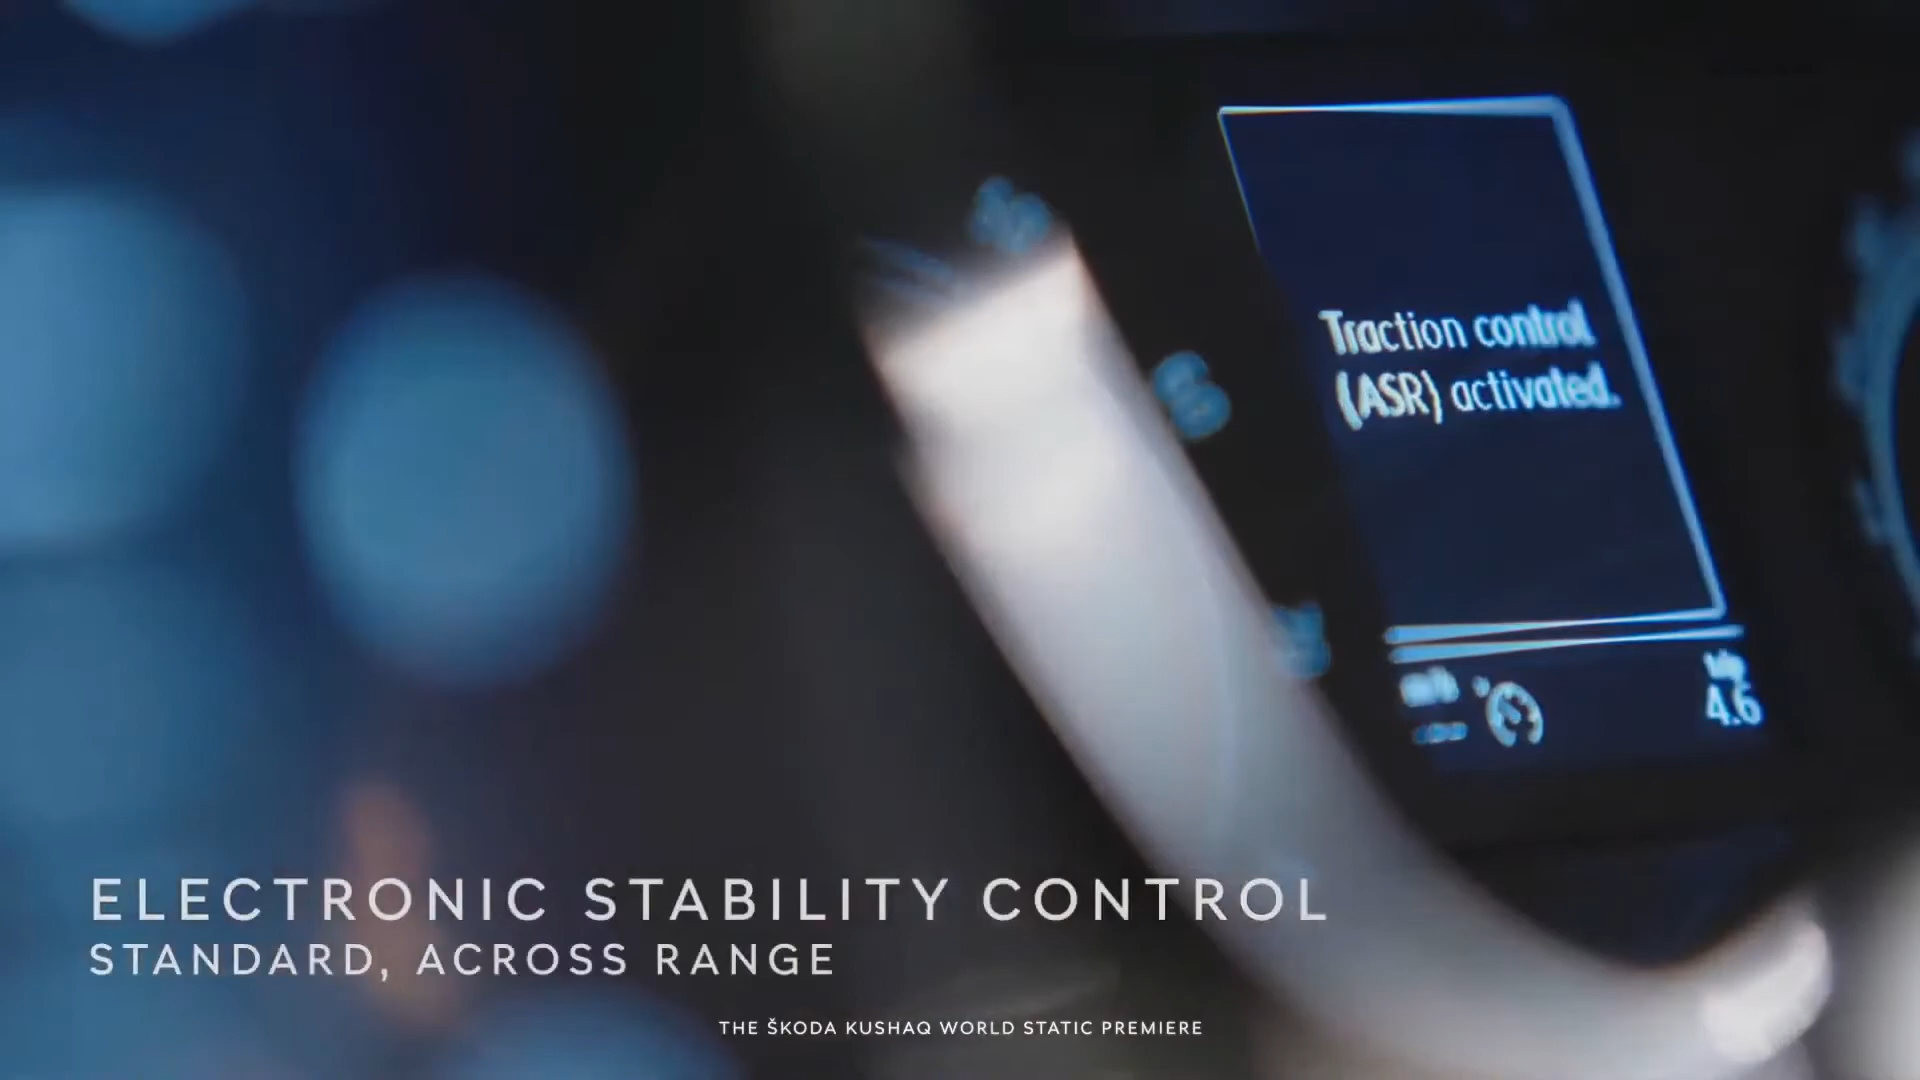 Traction control
(ASR) activated.
4.6
ELECTRONIC STABILITY CONTROL
STANDARD, ACROSS RANGE
THE ŠKODA KUSHAQ WORLD STATIC PREMIERE